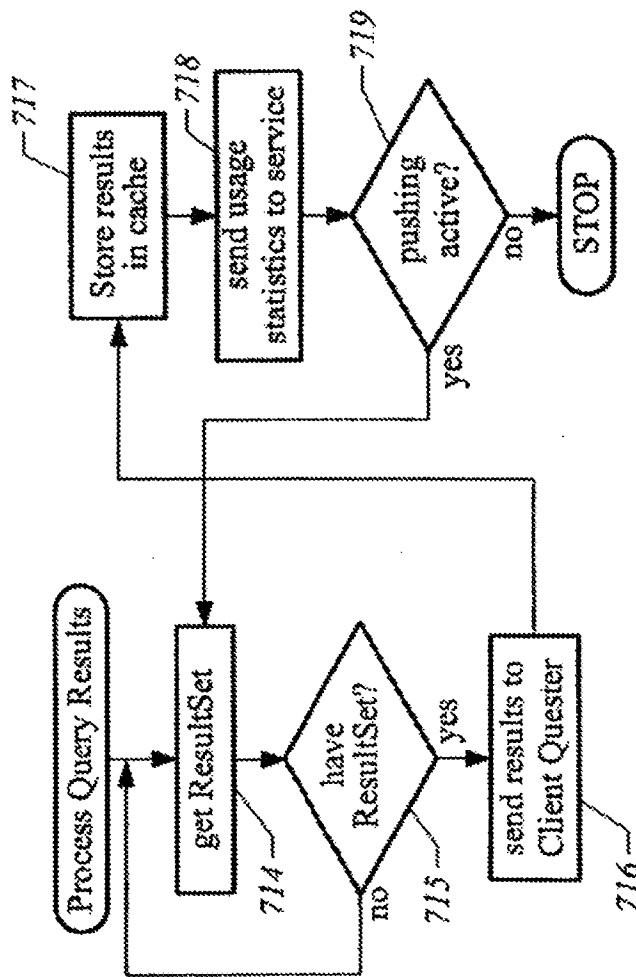 Process Query Results
get ResultSet
714
have
ResultSet?
715
no
yes
send results to
Client Quester
716
717
Store results
in cache
718
send usage
statistics to service
719
pushing
active?
yes
no
STOP